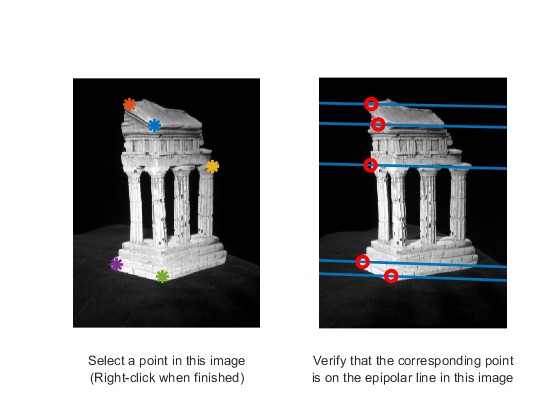 Select a point in this image
(Right-click when finished)
Verify that the corresponding point
is on the epipolar line in this image